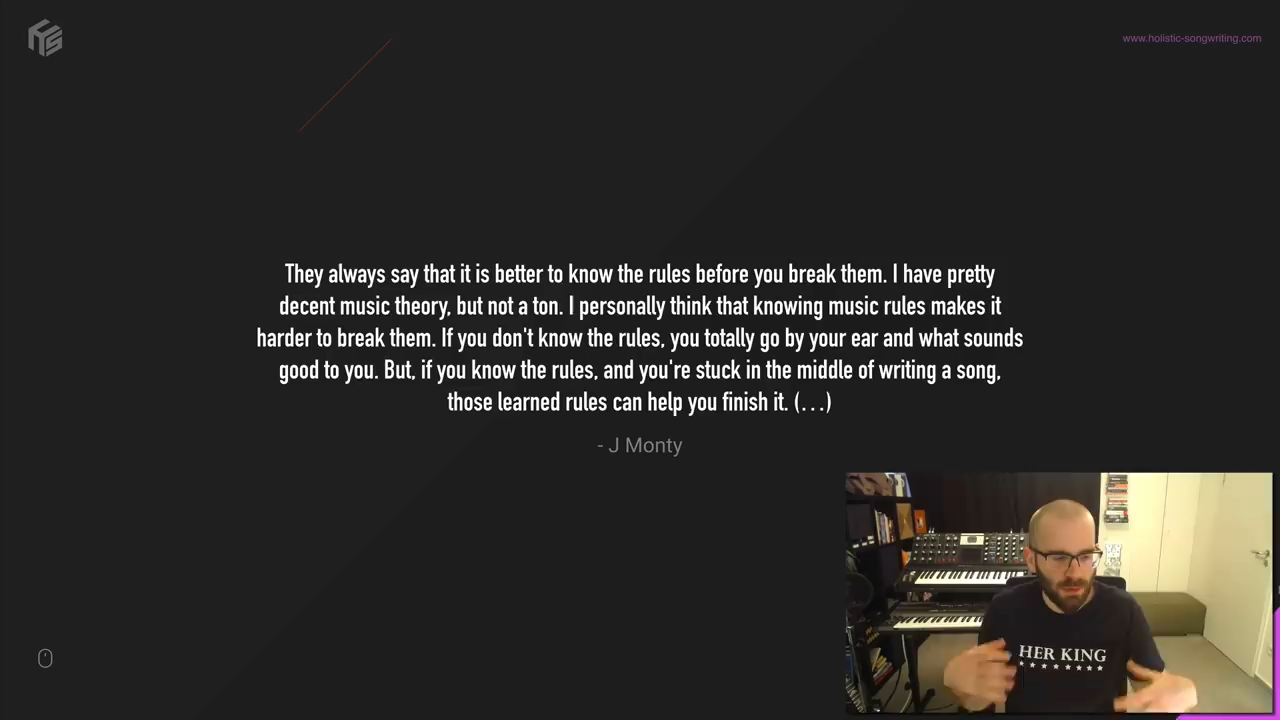 www.holistic-songwriting.com
They always say that it is better to know the rules before you break them. I have pretty
decent music theory, but not a ton. I personally think that knowing music rules makes it
harder to break them. If you don't know the rules, you totally go by your ear and what sounds
good to you. But, if you know the rules, and you're stuck in the middle of writing a song,
those learned rules can help you finish it. (...)
- J Monty
HER KING